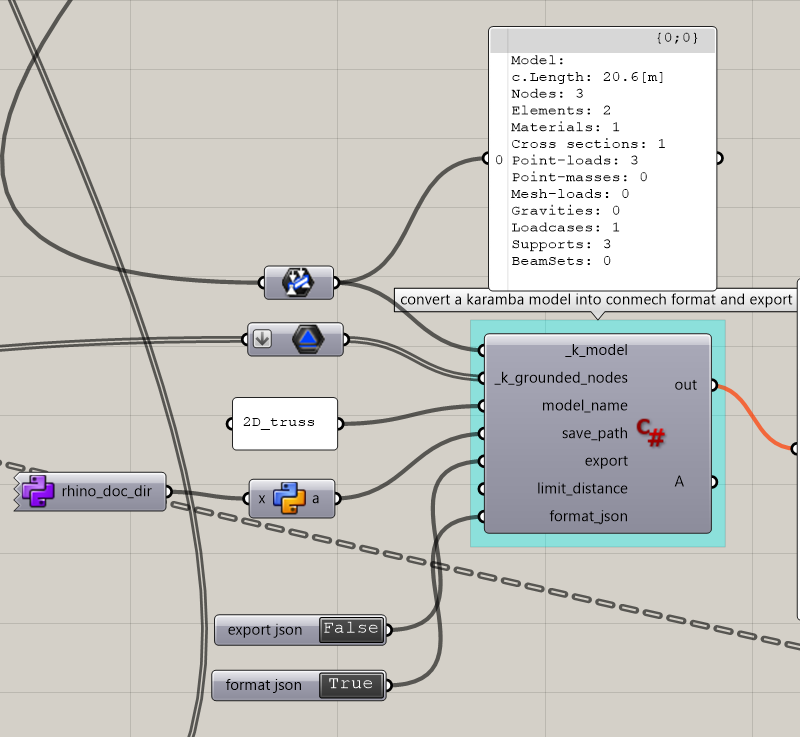 {0;0}
0
Model:
c.Length: 20.6[m]
Nodes: 3
Elements: 2
Materials: 1
Cross sections: 1
Point-loads: 3
Point-masses: 0
Mesh-loads: 0
Gravities: 0
Loadcases: 1
Supports: 3
BeamSets: 0
convert a karamba model into conmech format and export
_k_model
_k_grounded_nodes
model_name
save_path
export
limit_distance
format_json
C#
out
A
2D_truss
rhino_doc_dir
x a
export json False
format json True